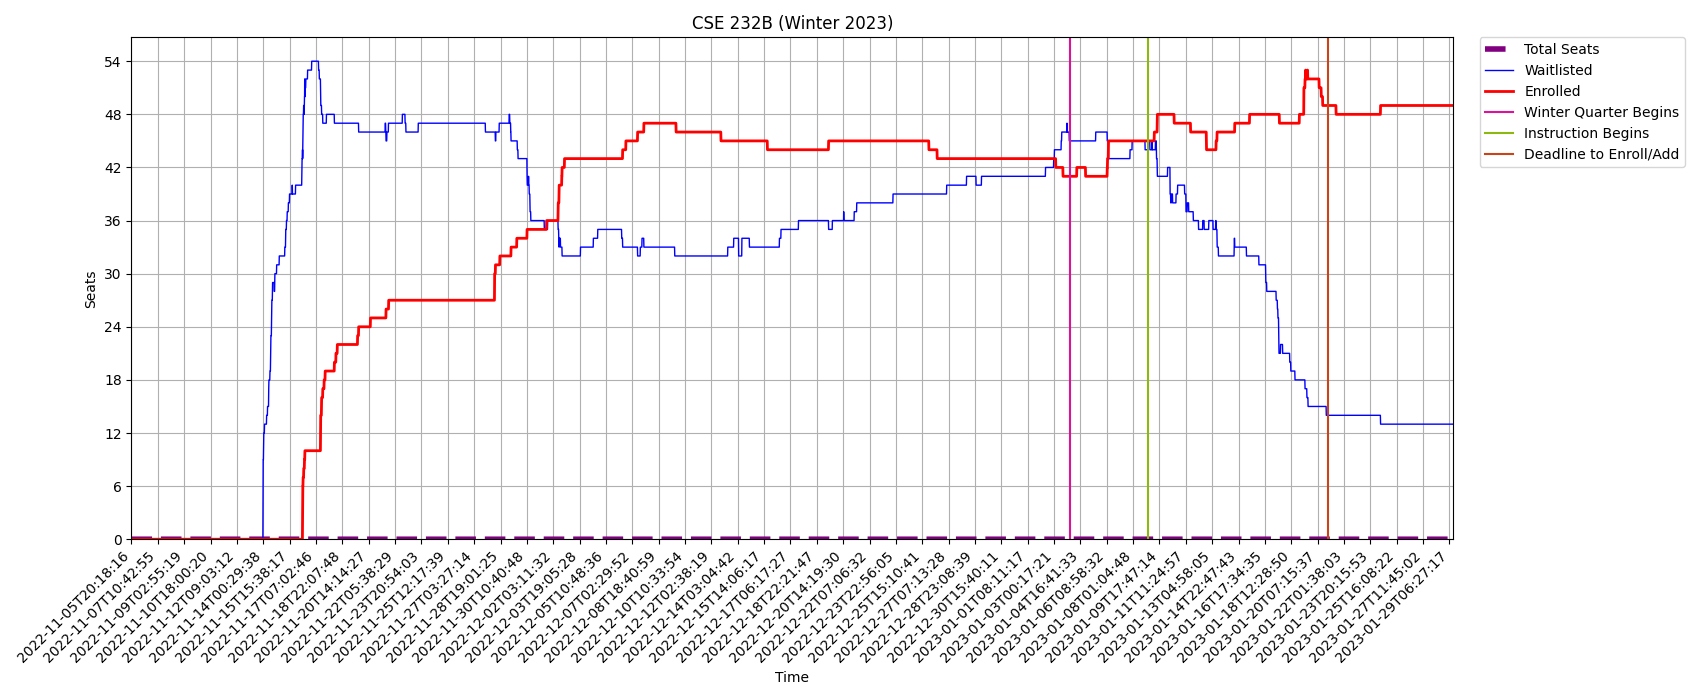 CSE 232B (Winter 2023)
Total Seats
Waitlisted
Enrolled
Winter Quarter Begins
Instruction Begins
Deadline to Enroll/Add
Seats
54
48
42
36
30
24
18
12
6
0
2022-11-05T20:18:16
2022-11-07T10:42:55
2022-11-09T02:55:19
2022-11-10T18:00:20
2022-11-12T09:03:12
2022-11-14T00:29:38
2022-11-15T15:38:17
2022-11-17T07:02:46
2022-11-18T22:07:48
2022-11-20T14:14:27
2022-11-22T05:38:29
2022-11-23T20:54:03
2022-11-25T12:17:39
2022-11-27T03:27:14
2022-11-28T19:01:25
2022-11-30T10:40:48
2022-12-02T03:11:32
2022-12-03T19:05:28
2022-12-05T10:48:36
2022-12-07T02:29:52
2022-12-08T18:40:59
2022-12-10T10:33:54
2022-12-12T02:38:19
2022-12-14T03:04:42
2022-12-15T14:06:17
2022-12-17T06:17:27
2022-12-18T22:21:47
2022-12-20T14:19:30
2022-12-22T07:06:32
2022-12-23T22:56:05
2022-12-25T15:10:41
2022-12-27T07:13:28
2022-12-28T23:08:39
2022-12-30T15:40:11
2023-01-01T08:11:17
2023-01-03T00:17:21
2023-01-04T16:41:33
2023-01-06T08:58:32
2023-01-08T01:04:48
2023-01-09T17:47:14
2023-01-11T11:24:57
2023-01-13T04:58:05
2023-01-14T22:47:43
2023-01-16T17:34:35
2023-01-18T12:28:50
2023-01-20T07:15:37
2023-01-22T01:38:03
2023-01-23T20:15:53
2023-01-25T16:08:22
2023-01-27T11:45:02
2023-01-29T06:27:17
Time